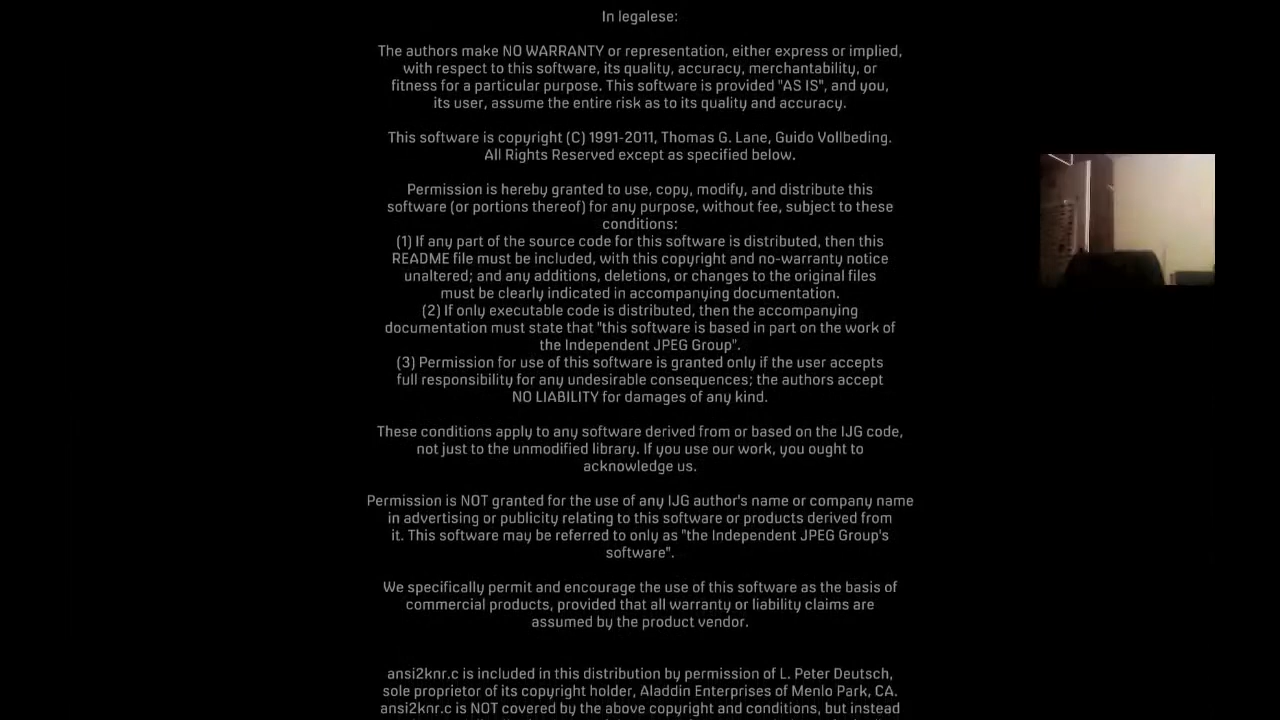 In legalese:
The authors make NO WARRANTY or representation, either express or implied,
with respect to this software, its quality, accuracy, merchantability, or
fitness for a particular purpose. This software is provided "AS IS", and you,
its user, assume the entire risk as to its quality and accuracy.
This software is copyright (C) 1991-2011, Thomas G. Lane, Guido Vollbeding.
All Rights Reserved except as specified below.
Permission is hereby granted to use, copy, modify, and distribute this
software (or portions thereof) for any purpose, without fee, subject to these
conditions:
(1) If any part of the source code for this software is distributed, then this
README file must be included, with this copyright and no-warranty notice
unaltered; and any additions, deletions, or changes to the original files
must be clearly indicated in accompanying documentation.
(2) If only executable code is distributed, then the accompanying
documentation must state that "this software is based in part on the work of
the Independent JPEG Group".
(3) Permission for use of this software is granted only if the user accepts
full responsibility for any undesirable consequences; the authors accept
NO LIABILITY for damages of any kind.
These conditions apply to any software derived from or based on the IJG code,
not just to the unmodified library. If you use our work, you ought to
acknowledge us.
Permission is NOT granted for the use of any IJG author's name or company name
in advertising or publicity relating to this software or products derived from
it. This software may be referred to only as "the Independent JPEG Group's
software".
We specifically permit and encourage the use of this software as the basis of
commercial products, provided that all warranty or liability claims are
assumed by the product vendor.
ansi2knr.c is included in this distribution by permission of L. Peter Deutsch,
sole proprietor of its copyright holder, Aladdin Enterprises of Menlo Park, CA.
ansi2knr.c is NOT covered by the above copyright and conditions, but instead